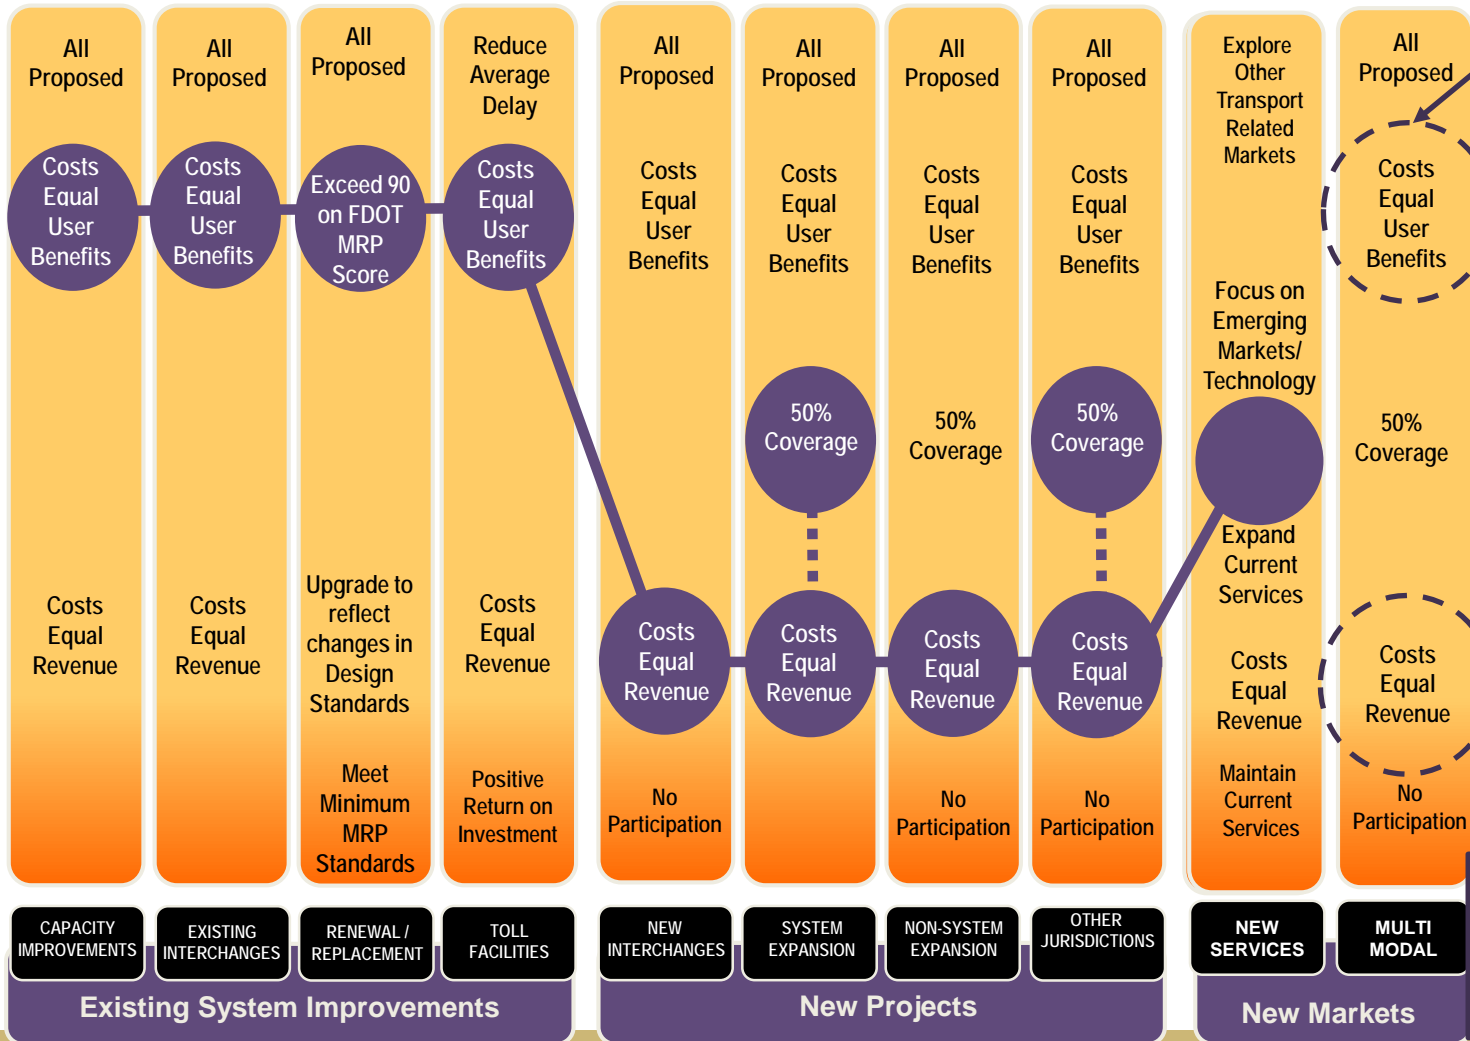 All
Proposed
Costs
Equal
User
Benefits
Costs
Equal
Revenue
CAPACITY
IMPROVEMENTS
All
Proposed
Costs
Equal
User
Benefits
Costs
Equal
Revenue
EXISTING
INTERCHANGES
All
Proposed
Exceed 90
on FDOT
MRP
Score
Upgrade to
reflect
changes in
Design
Standards
Meet
Minimum
MRP
Standards
RENEWAL /
REPLACEMENT
Reduce
Average
Delay
Costs
Equal
User
Benefits
Costs
Equal
Revenue
Positive
Return on
Investment
TOLL
FACILITIES
Existing System Improvements
All
Proposed
Costs
Equal
User
Benefits
Costs
Equal
Revenue
No
Participation
NEW
INTERCHANGES
All
Proposed
Costs
Equal
User
Benefits
50%
Coverage
Costs
Equal
Revenue
SYSTEM
EXPANSION
All
Proposed
Costs
Equal
User
Benefits
50%
Coverage
Costs
Equal
Revenue
No
Participation
NON-SYSTEM
EXPANSION
All
Proposed
Costs
Equal
User
Benefits
50%
Coverage
Costs
Equal
Revenue
No
Participation
OTHER
JURISDICTIONS
New Projects
Explore
Other
Transport
Related
Markets
Focus on
Emerging
Markets/
Technology
Expand
Current
Services
Costs
Equal
Revenue
Maintain
Current
Services
NEW
SERVICES
All
Proposed
Costs
Equal
User
Benefits
50%
Coverage
Costs
Equal
Revenue
No
Participation
MULTI
MODAL
New Markets